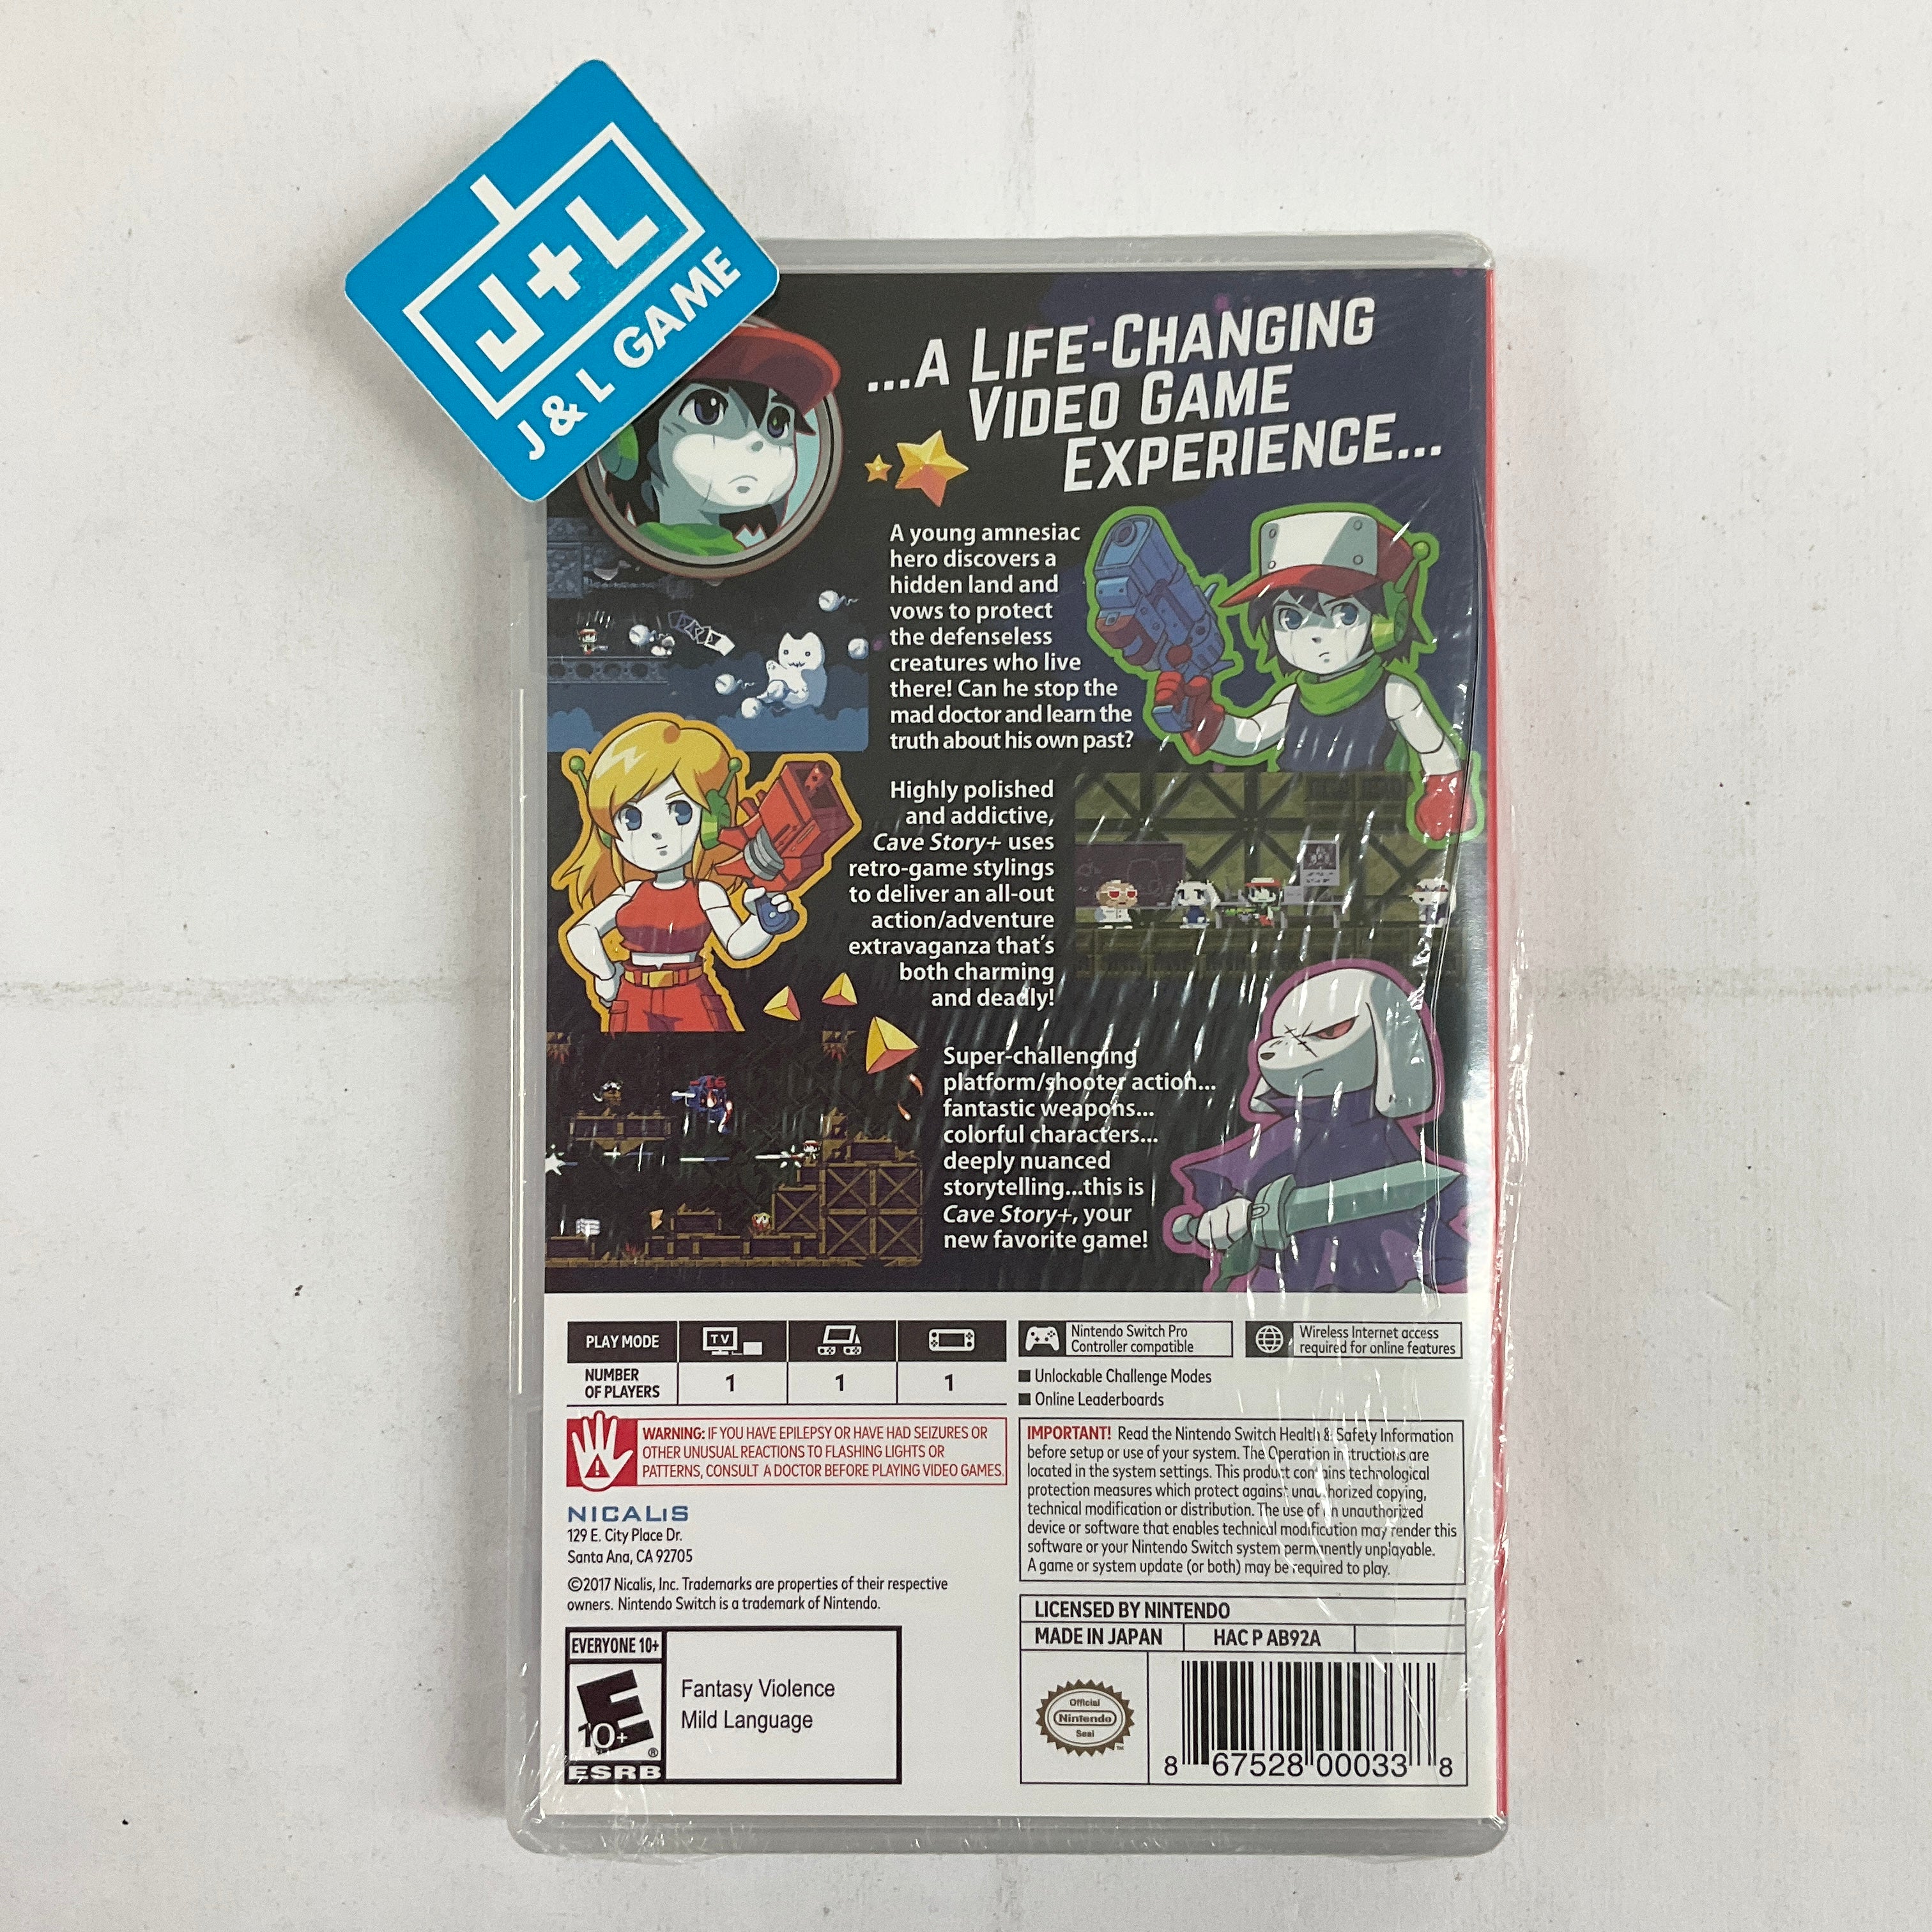 J+L
J & L GAME
...A LIFE-CHANGING
VIDEO GAME
EXPERIENCE...
A young amnesiac
hero discovers a
hidden land and
vows to protect
the defenseless
creatures who live
there! Can he stop the
mad doctor and learn the
truth about his own past?
Highly polished
and addictive,
Cave Story+ uses
retro-game stylings
to deliver an all-out
action/adventure
extravaganza that's
both charming
and deadly!
Super-challenging
platform/shooter action...
fantastic weapons...
colorful characters...
deeply nuanced
storytelling...this is
Cave Story+, your
new favorite game!
PLAY MODE
TV
NUMBER
OF PLAYERS
1
1
1
Nintendo Switch Pro
Controller compatible
Wireless Internet access
required for online features
Unlockable Challenge Modes
Online Leaderboards
WARNING: IF YOU HAVE EPILEPSY OR HAVE HAD SEIZURES OR
OTHER UNUSUAL REACTIONS TO FLASHING LIGHTS OR
PATTERNS, CONSULT A DOCTOR BEFORE PLAYING VIDEO GAMES.
IMPORTANT! Read the Nintendo Switch Health & Safety Information
before setup or use of your system. The Operation intructions are
located in the system settings. This product contains technological
protection measures which protect against unauthorized copying,
technical modification or distribution. The use of an unauthorized
device or software that enables technical modification may render this
software or your Nintendo Switch system permanently unplayable.
A game or system update (or both) may be required to play.
NICALiS
129 E. City Place Dr.
Santa Ana, CA 92705
©2017 Nicalis, Inc. Trademarks are properties of their respective
owners. Nintendo Switch is a trademark of Nintendo.
LICENSED BY NINTENDO
MADE IN JAPAN
HAC P AB92A
EVERYONE 10+
E
10+
®
ESRB
Fantasy Violence
Mild Language
Official
Nintendo
Seal
™
8 67528 00033 8